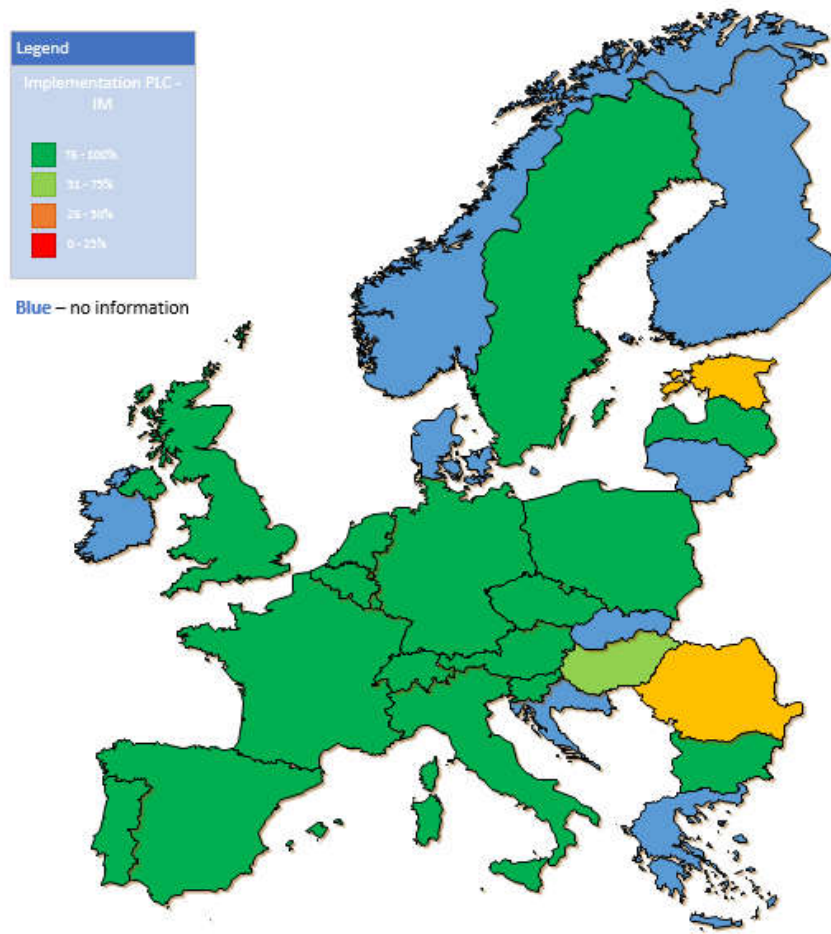 Legend
Implementation PLC -
IM
76 - 100%
51 - 75%
26 - 50%
0 - 25%
Blue – no information